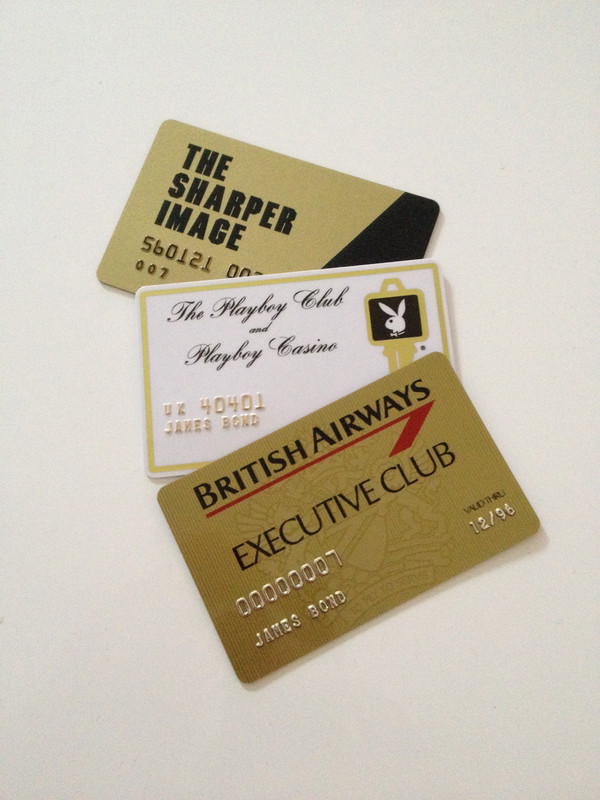 THE
SHARPER
IMAGE
560121
007
The Playboy Club
and
Playboy Casino
UK 40401
JAMES BOND
BRITISH AIRWAYS
EXECUTIVE CLUB
VALID THRU
12/96
00000007
JAMES BOND